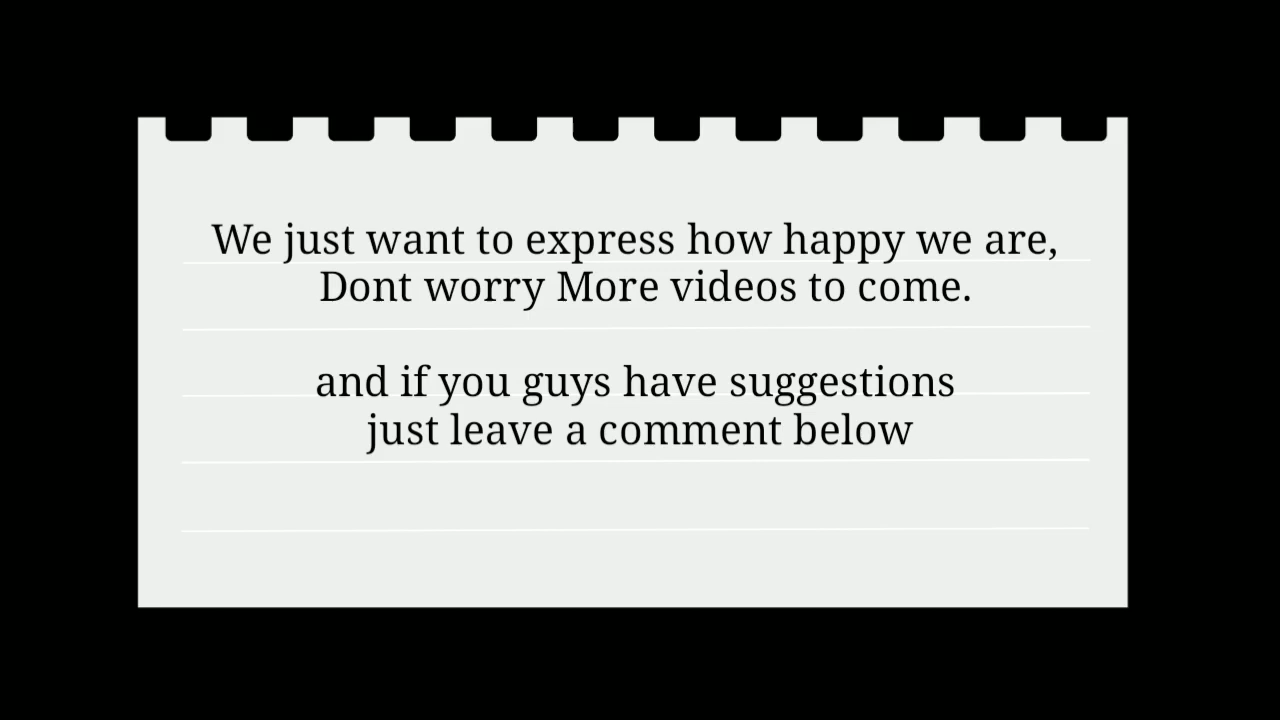 We just want to express how happy we are,
Dont worry More videos to come.
and if you guys have suggestions
just leave a comment below